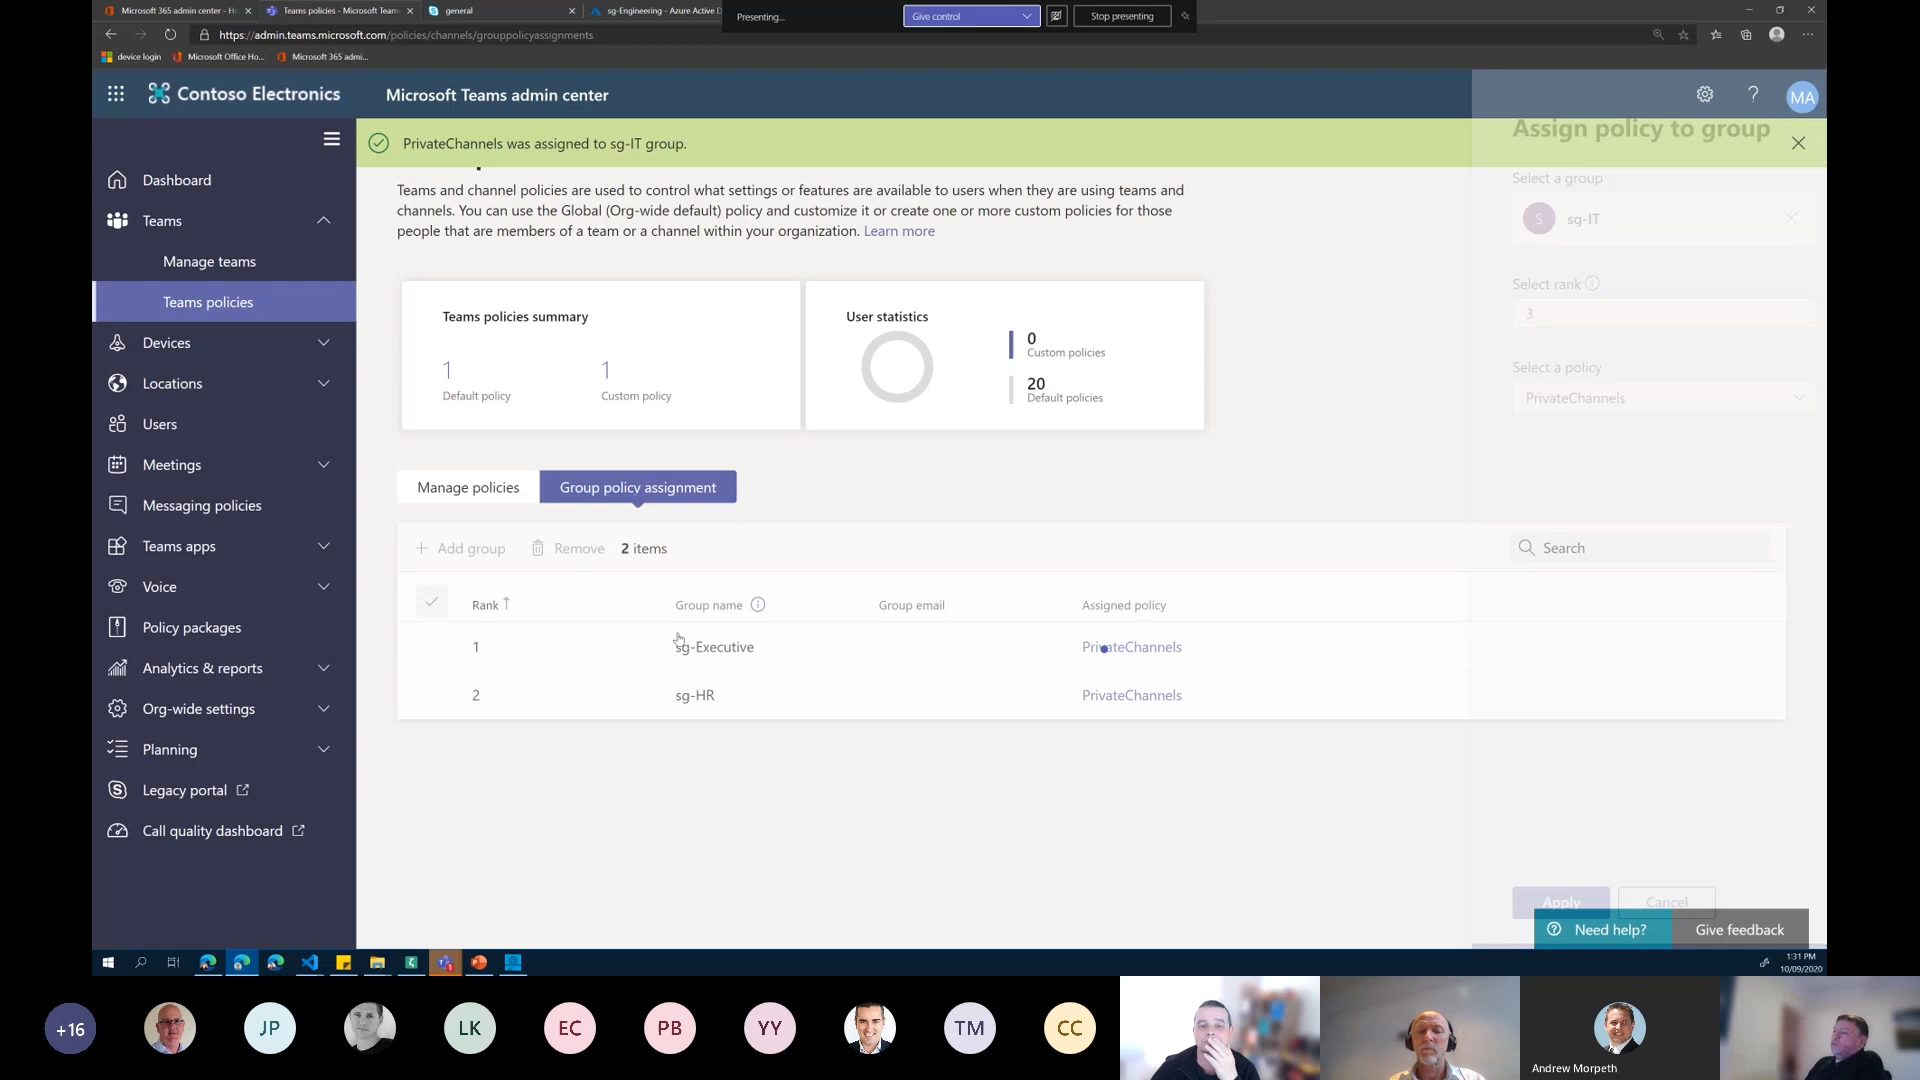 Microsoft 365 admin center - H
Teams policies - Microsoft Team
general
sg-Engineering - Azure Active D
Presenting...
Give control
Stop presenting
https://admin.teams.microsoft.com/policies/channels/grouppolicyassignments
device login
Microsoft Office Ho...
Microsoft 365 admi...
Contoso Electronics
Microsoft Teams admin center
?
MA
PrivateChannels was assigned to sg-IT group.
Assign policy to group
Dashboard
Teams
Manage teams
Teams policies
Devices
Locations
Users
Meetings
Messaging policies
Teams apps
Voice
Policy packages
Analytics & reports
Org-wide settings
Planning
Legacy portal
Call quality dashboard
Teams and channel policies are used to control what settings or features are available to users when they are using teams and
channels. You can use the Global (Org-wide default) policy and customize it or create one or more custom policies for those
people that are members of a team or a channel within your organization. Learn more
Teams policies summary
1
Default policy
1
Custom policy
User statistics
0
Custom policies
20
Default policies
Manage policies
Group policy assignment
Add group
Remove
2 items
Search
Rank
Group name
Group email
Assigned policy
1
sg-Executive
PrivateChannels
2
sg-HR
PrivateChannels
Select a group
S
sg-IT
Select rank
3
Select a policy
PrivateChannels
Apply
Cancel
Need help?
Give feedback
1:31 PM
10/09/2020
+16
JP
LK
EC
PB
YY
TM
CC
Andrew Morpeth